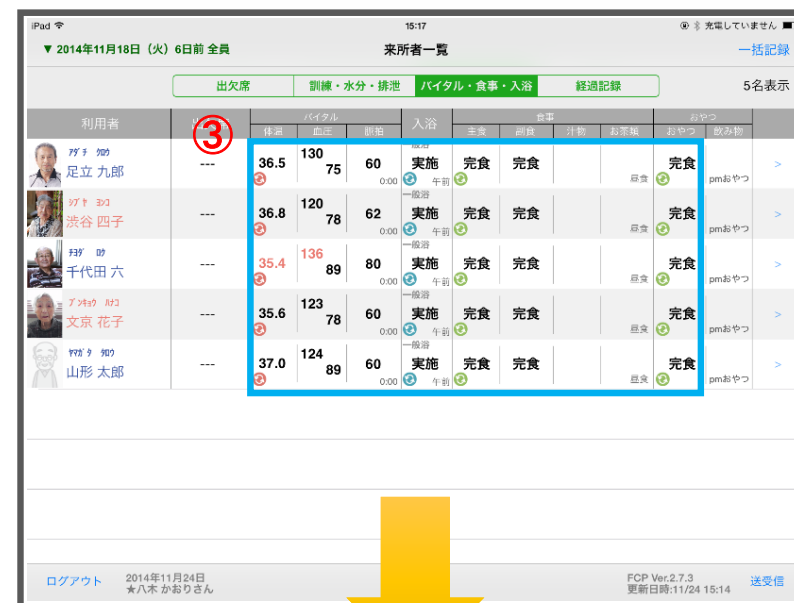 iPad 15:17 充電していません
▼ 2014年11月18日（火）6日前 全員 来所者一覧 一括記録
出欠席 訓練・水分・排泄 バイタル・食事・入浴 経過記録 5名表示
利用者 バイタル 入浴 食事 おやつ
体温 血圧 脈拍 主食 副食 汁物 お茶類 おやつ 飲み物
③
ｱﾀﾞﾁ ｸﾛｳ
足立 九郎 --- 36.5 130 75 60 0:00 実施 午前 完食 完食 昼食 完食 pmおやつ >
ｼﾌﾞﾔ ﾖﾝｺ 一般浴
渋谷 四子 --- 36.8 120 78 62 0:00 実施 午前 完食 完食 昼食 完食 pmおやつ >
ﾁﾖﾀﾞ ﾛｸ 一般浴
千代田 六 --- 35.4 136 89 80 0:00 実施 午前 完食 完食 昼食 完食 pmおやつ >
ﾌﾞﾝｷｮｳ ﾊﾅｺ 一般浴
文京 花子 --- 35.6 123 78 60 0:00 実施 午前 完食 完食 昼食 完食 pmおやつ >
ﾔﾏｶﾞﾀ ﾀﾛｳ 一般浴
山形 太郎 --- 37.0 124 89 60 0:00 実施 午前 完食 完食 昼食 完食 pmおやつ >
ログアウト 2014年11月24日 FCP Ver.2.7.3 送受信
★八木 かおりさん 更新日時:11/24 15:14